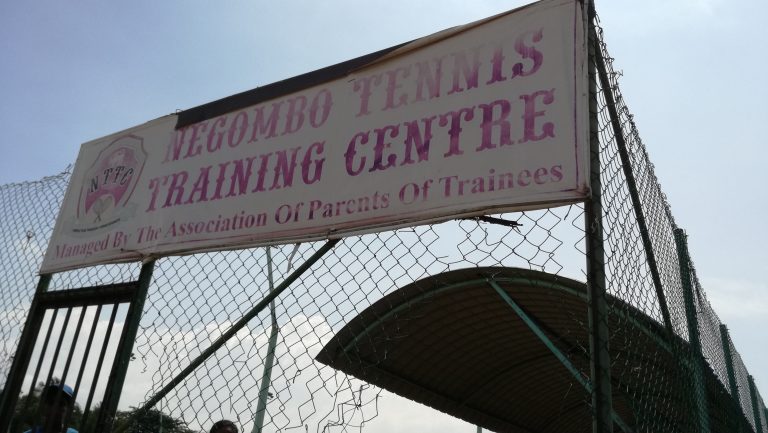 NEGOMBO TENNIS
TRAINING CENTRE
NTTC
Managed By The Association Of Parents Of Trainees